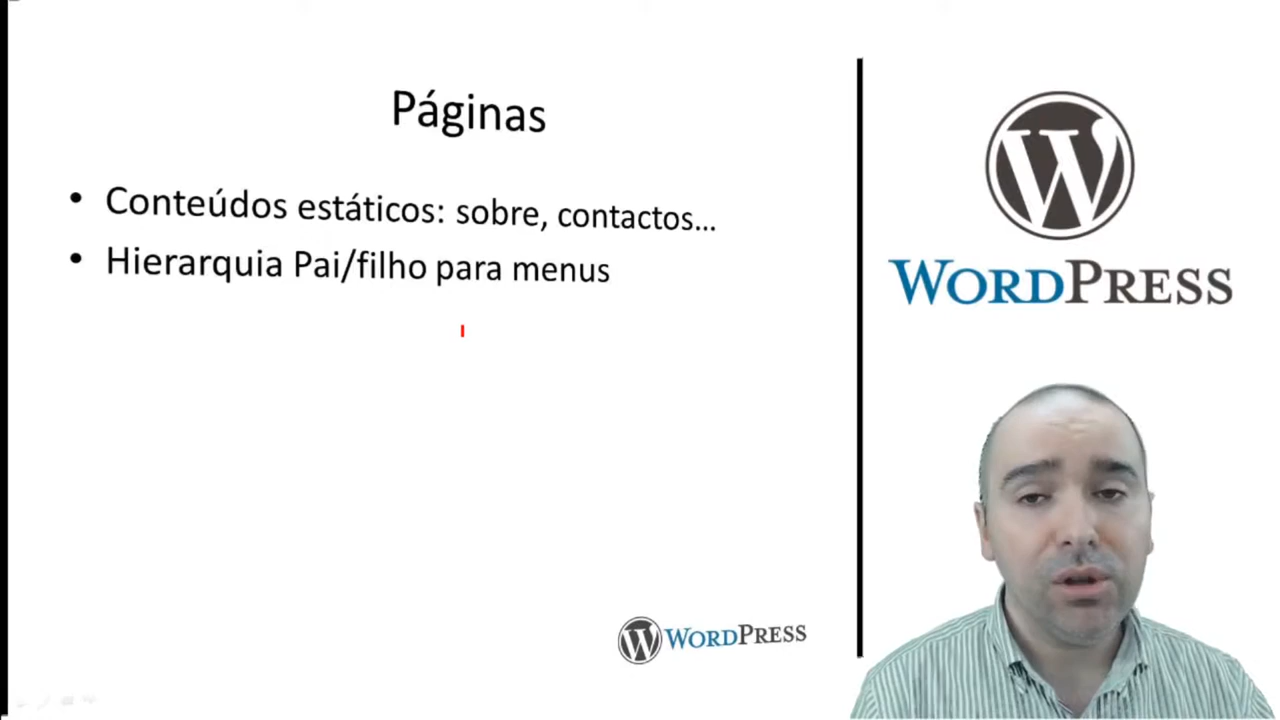 Páginas
• Conteúdos estáticos: sobre, contactos...
• Hierarquia Pai/filho para menus
WORDPRESS
WORDPRESS